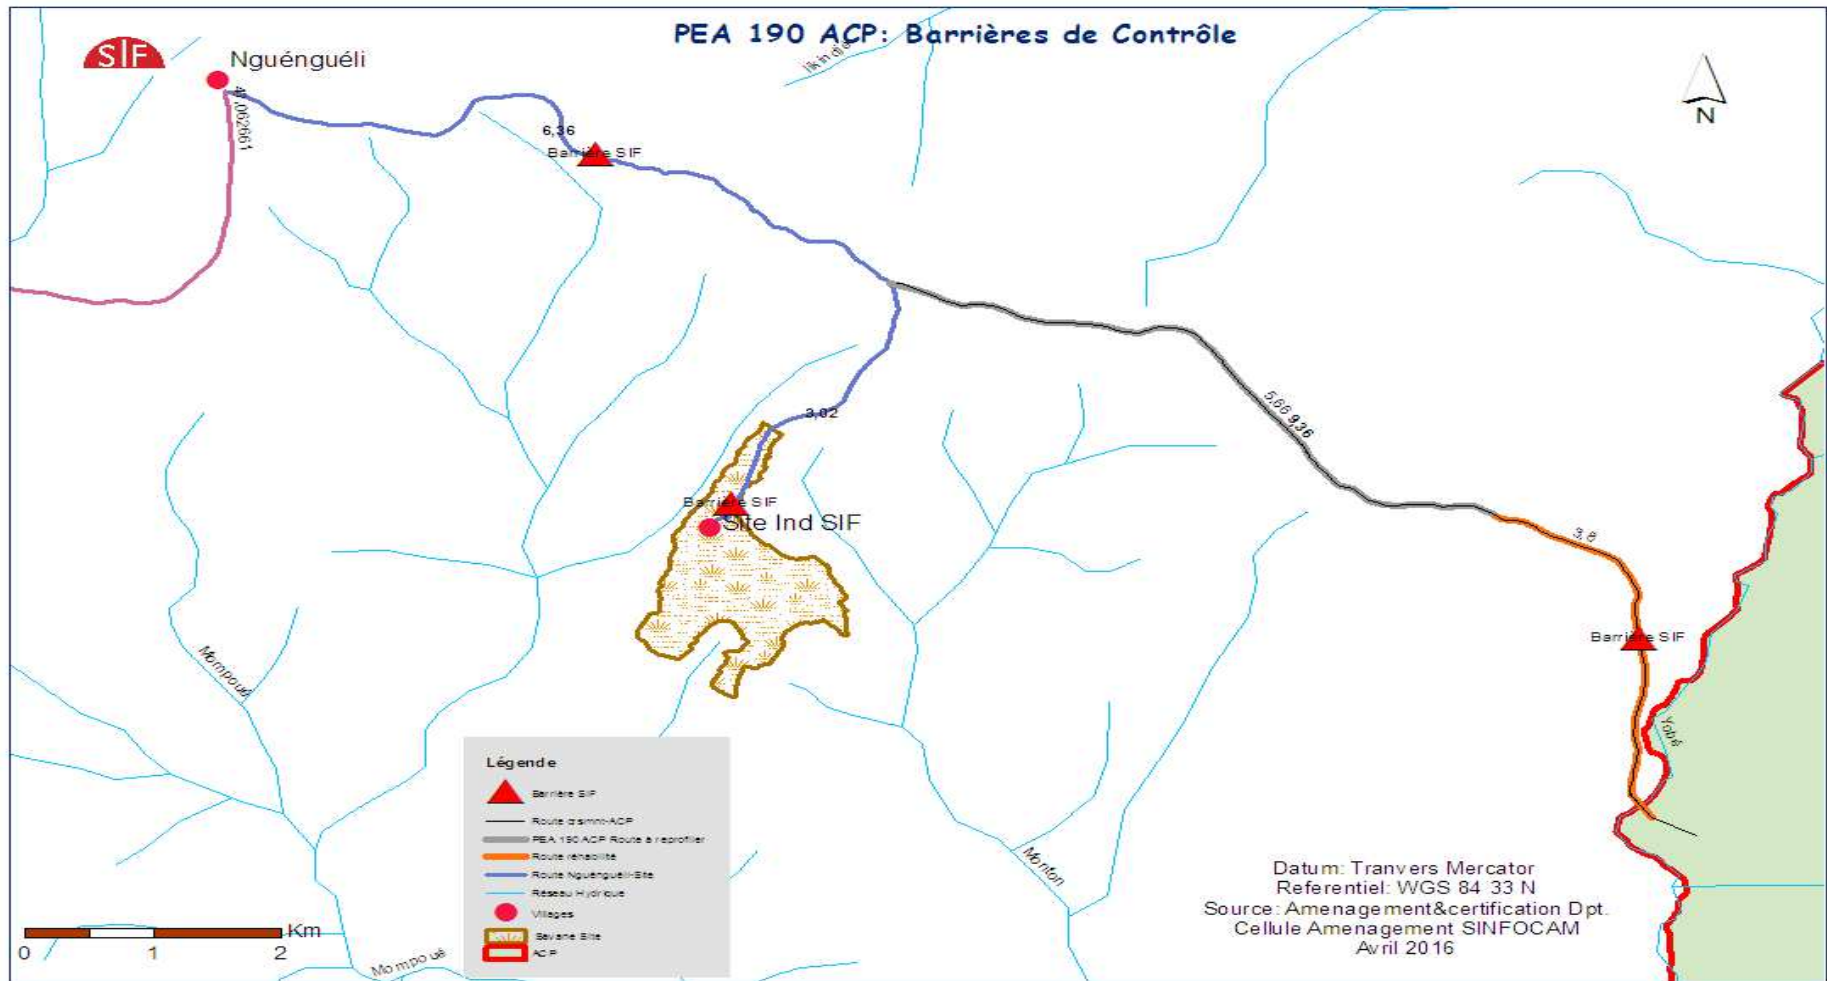 PEA 190 ACP: Barrières de Contrôle
SIF
Nguénguéli
N
6,36
Barrière SIF
3,02
5,66 9,36
Barrière SIF
Site Ind SIF
3,8
Barrière SIF
Mompoué
Yobé
Légende
Barrière SIF
PEA 190 ACP Route à reprofiler
Route réhabilité
Route Nguénguéli-Site
Réseau Hydrique
Villages
Savane Site
ACP
Monton
Datum: Tranvers Mercator
Referentiel: WGS 84 33 N
Source: Amenagement&certification Dpt.
Cellule Amenagement SINFOCAM
Avril 2016
Km
0 1 2
Mompoué